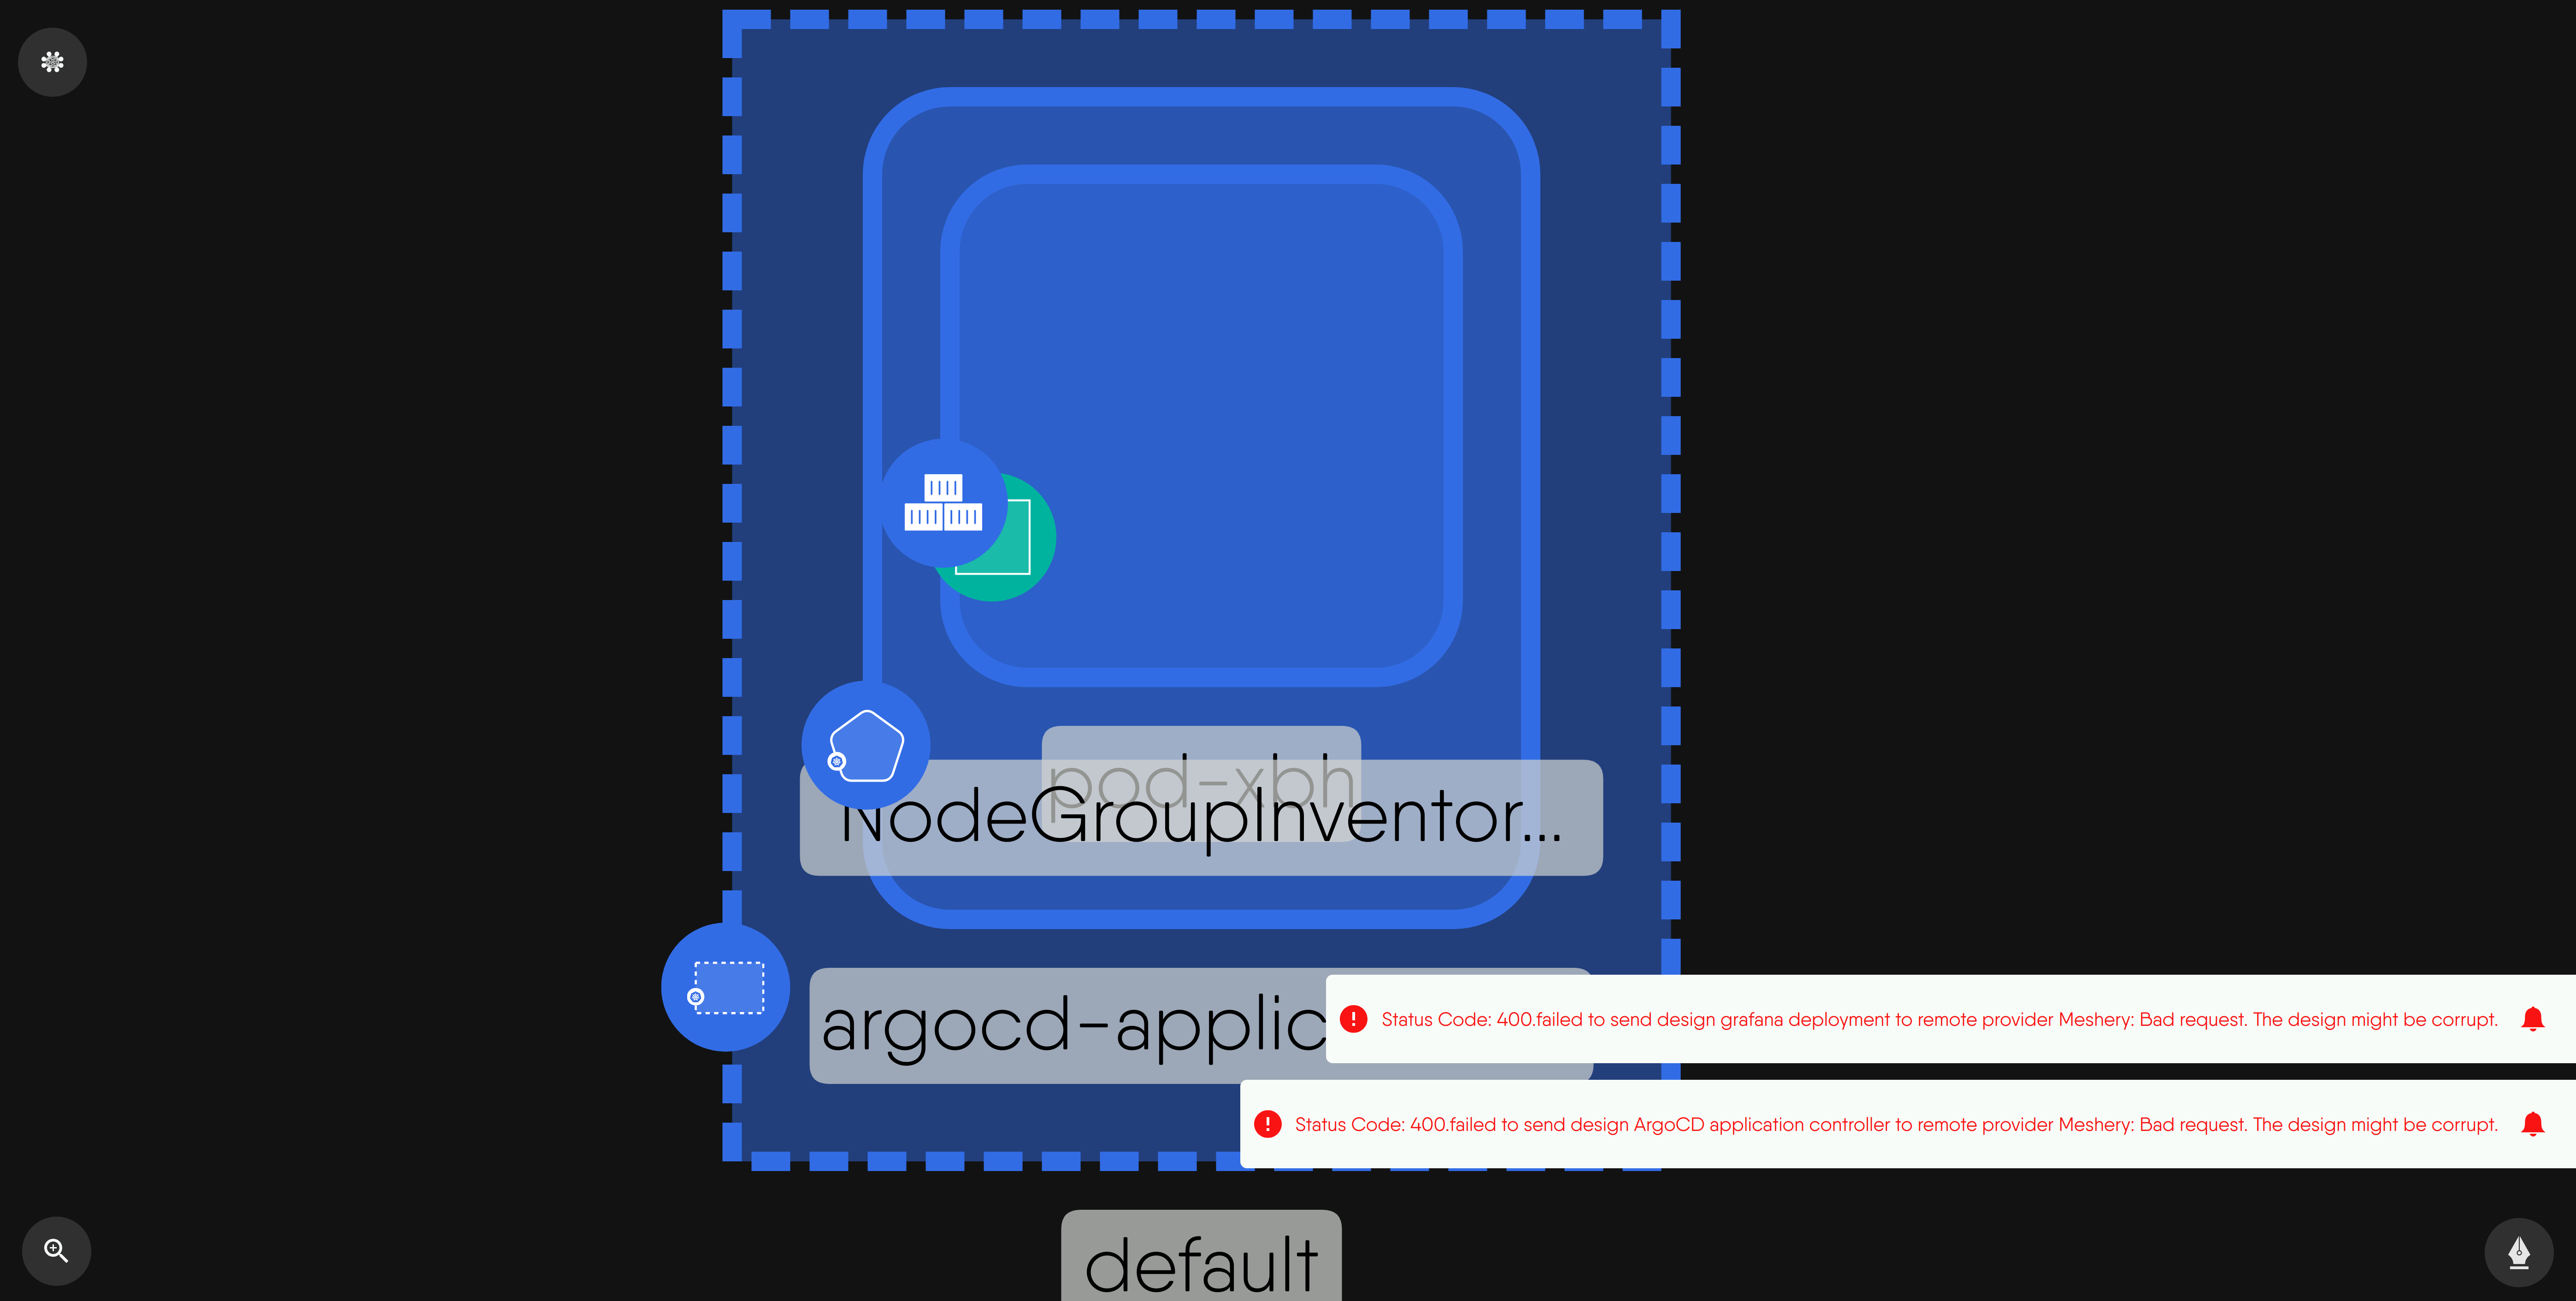 pod-xbh
NodeGroupInventor...
argocd-applic
Status Code: 400.failed to send design grafana deployment to remote provider Meshery: Bad request. The design might be corrupt.
Status Code: 400.failed to send design ArgoCD application controller to remote provider Meshery: Bad request. The design might be corrupt.
default